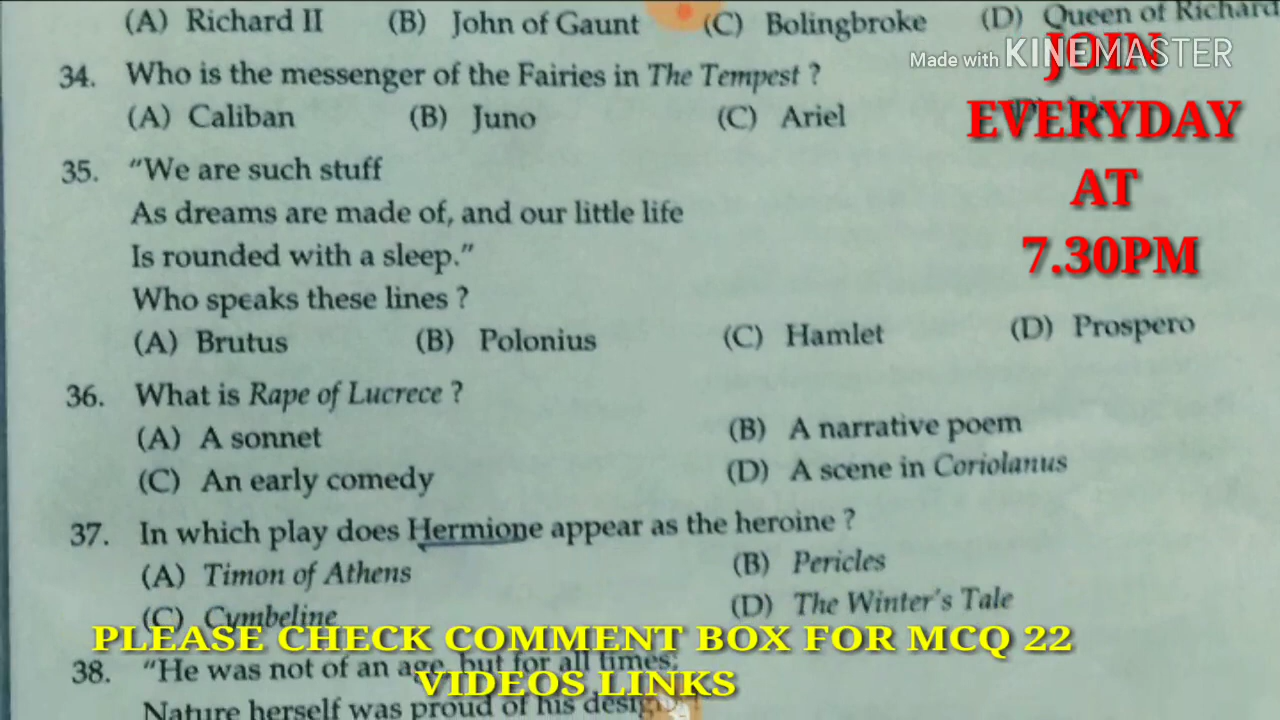 (A) Richard II (B) John of Gaunt (C) Bolingbroke (D) Queen of Richard
Made with KINEMASTER
34. Who is the messenger of the Fairies in The Tempest ?
(A) Caliban (B) Juno (C) Ariel
35. "We are such stuff
As dreams are made of, and our little life
Is rounded with a sleep."
Who speaks these lines ?
(A) Brutus (B) Polonius (C) Hamlet (D) Prospero
36. What is Rape of Lucrece ?
(A) A sonnet (B) A narrative poem
(C) An early comedy (D) A scene in Coriolanus
37. In which play does Hermione appear as the heroine ?
(A) Timon of Athens (B) Pericles
(C) Cymbeline (D) The Winter's Tale
38. "He was not of an age, but for all times;
Nature herself was proud of his
JOIN
EVERYDAY
AT
7.30PM
PLEASE CHECK COMMENT BOX FOR MCQ 22
VIDEOS LINKS